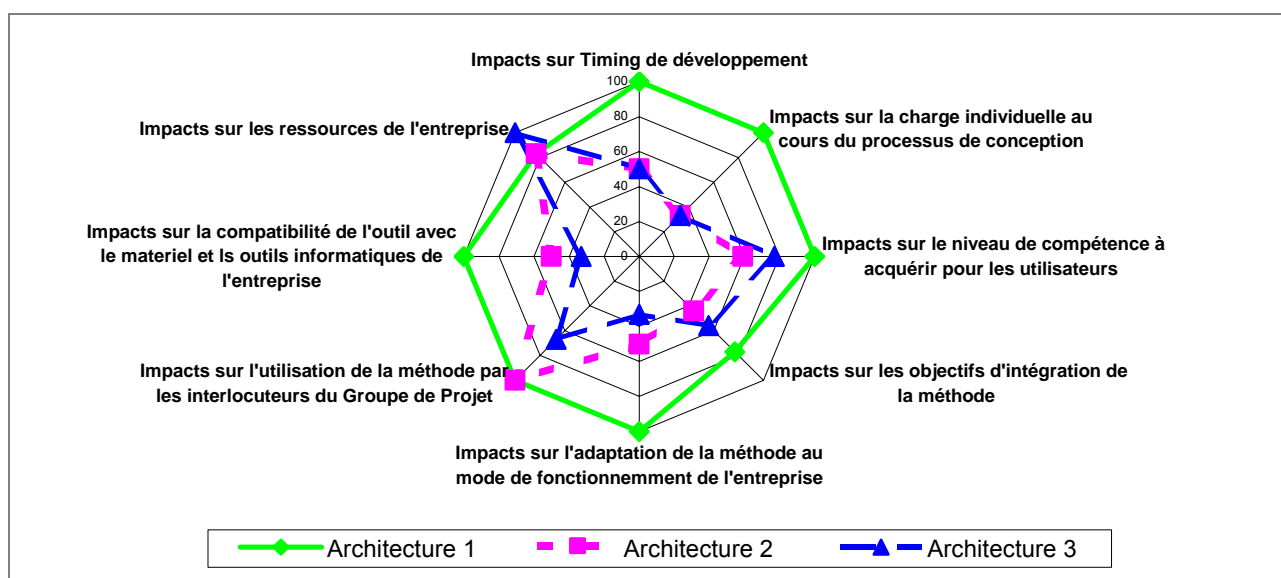 Impacts sur Timing de développement
100
80
60
40
20
0
Impacts sur la charge individuelle au
cours du processus de conception
Impacts sur le niveau de compétence à
acquérir pour les utilisateurs
Impacts sur les objectifs d'intégration de
la méthode
Impacts sur l'adaptation de la méthode au
mode de fonctionnemment de l'entreprise
Impacts sur l'utilisation de la méthode par
les interlocuteurs du Groupe de Projet
Impacts sur la compatibilité de l'outil avec
le materiel et ls outils informatiques de
l'entreprise
Impacts sur les ressources de l'entreprise
Architecture 1 Architecture 2 Architecture 3